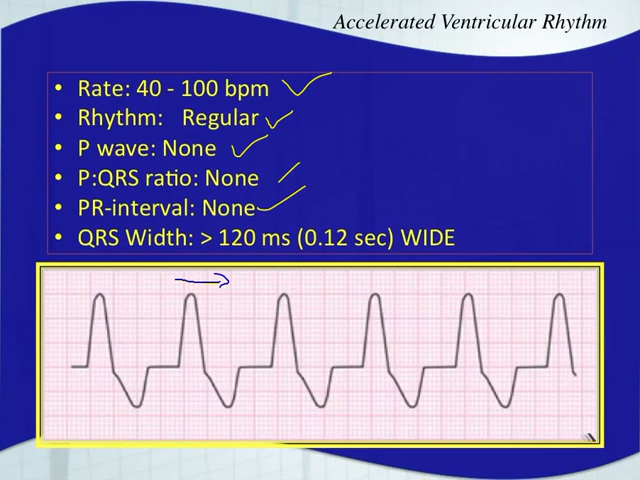 Accelerated Ventricular Rhythm
• Rate: 40 - 100 bpm
• Rhythm: Regular
• P wave: None
• P:QRS ratio: None
• PR-interval: None
• QRS Width: > 120 ms (0.12 sec) WIDE